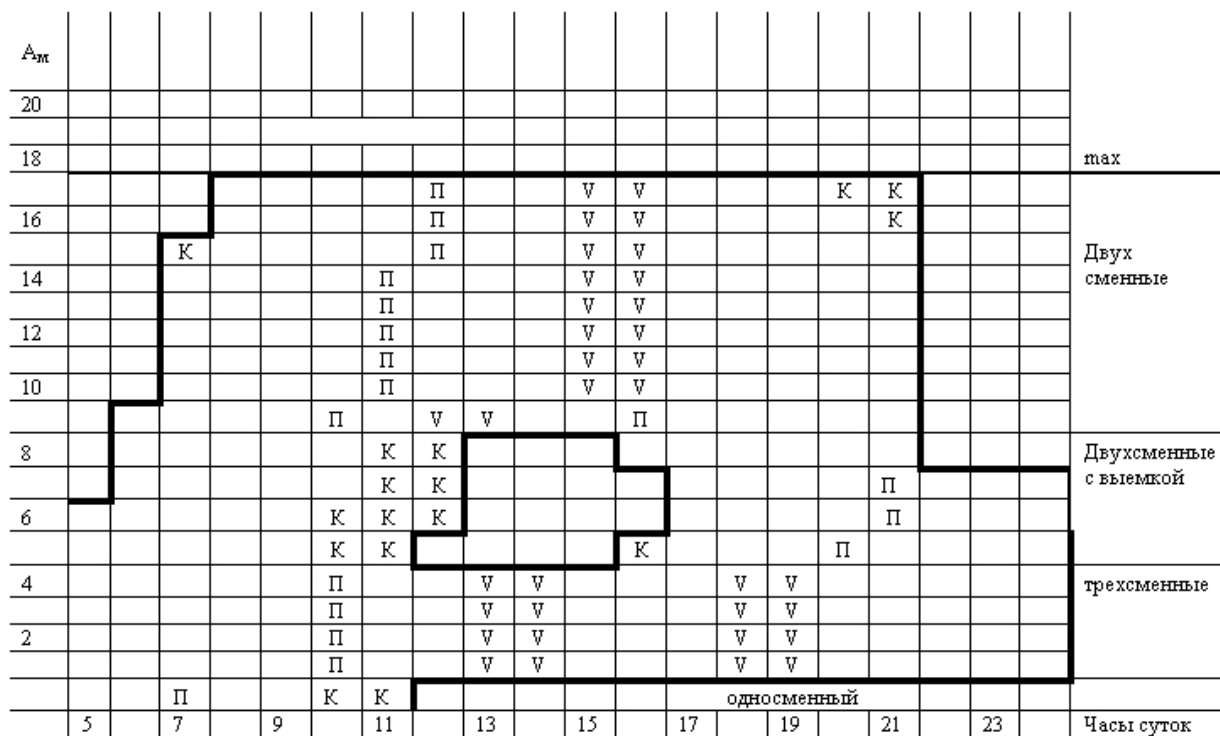 Ам
20
18 max
П V V К К
16 П V V К
К П V V Двух
14 П V V сменные
П V V
12 П V V
П V V
10 П V V
П V V П
8 К К Двухсменные
К К П с выемкой
6 К К К П
К К К П
4 П V V V V трехсменные
П V V V V
2 П V V V V
П V V V V
П К К односменный
5 7 9 11 13 15 17 19 21 23 Часы суток